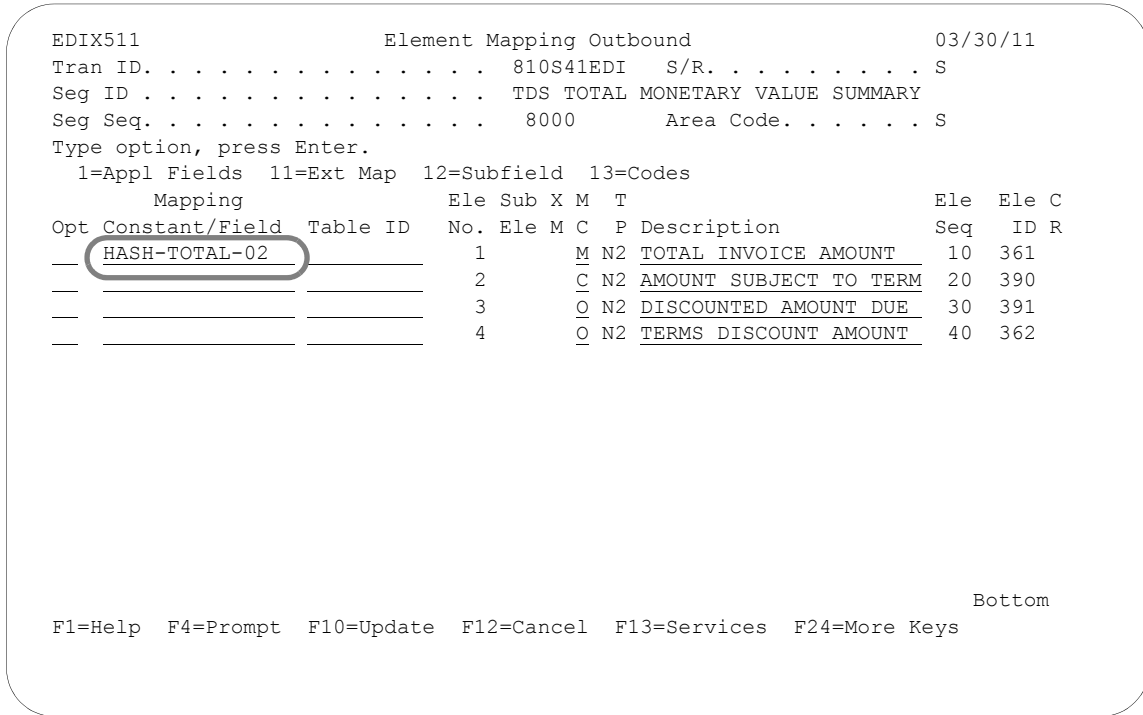 EDIX511 Element Mapping Outbound 03/30/11
Tran ID. . . . . . . . . . . . . . . 810S41EDI S/R. . . . . . . . . S
Seg ID . . . . . . . . . . . . . . . TDS TOTAL MONETARY VALUE SUMMARY
Seg Seq. . . . . . . . . . . . . . . 8000 Area Code. . . . . . S
Type option, press Enter.
1=Appl Fields 11=Ext Map 12=Subfield 13=Codes
Mapping Ele Sub X M T Ele Ele C
Opt Constant/Field Table ID No. Ele M C P Description Seq ID R
HASH-TOTAL-02 1 M N2 TOTAL INVOICE AMOUNT 10 361
2 C N2 AMOUNT SUBJECT TO TERM 20 390
3 O N2 DISCOUNTED AMOUNT DUE 30 391
4 O N2 TERMS DISCOUNT AMOUNT 40 362
Bottom
F1=Help F4=Prompt F10=Update F12=Cancel F13=Services F24=More Keys